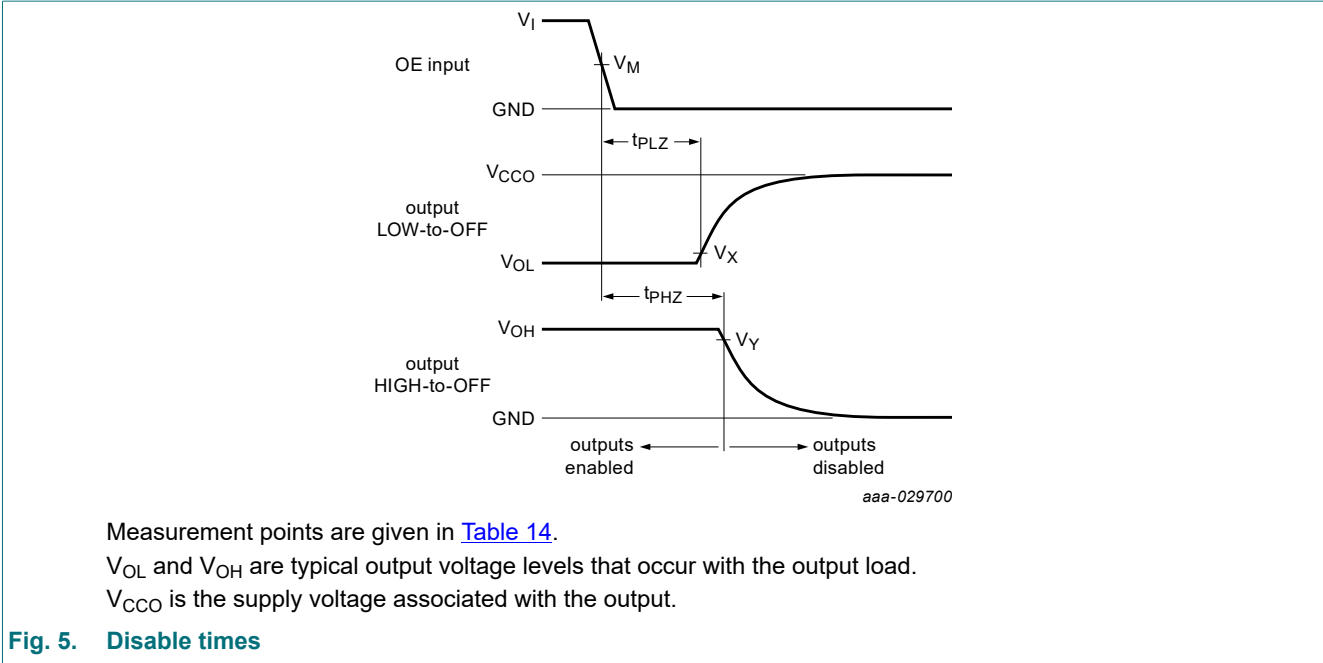 V_I
OE input
V_M
GND
t_PLZ
V_CCO
output
LOW-to-OFF
V_X
V_OL
t_PHZ
V_OH
V_Y
output
HIGH-to-OFF
GND
outputs enabled
outputs disabled
aaa-029700
Measurement points are given in Table 14.
V_OL and V_OH are typical output voltage levels that occur with the output load.
V_CCO is the supply voltage associated with the output.
Fig. 5. Disable times